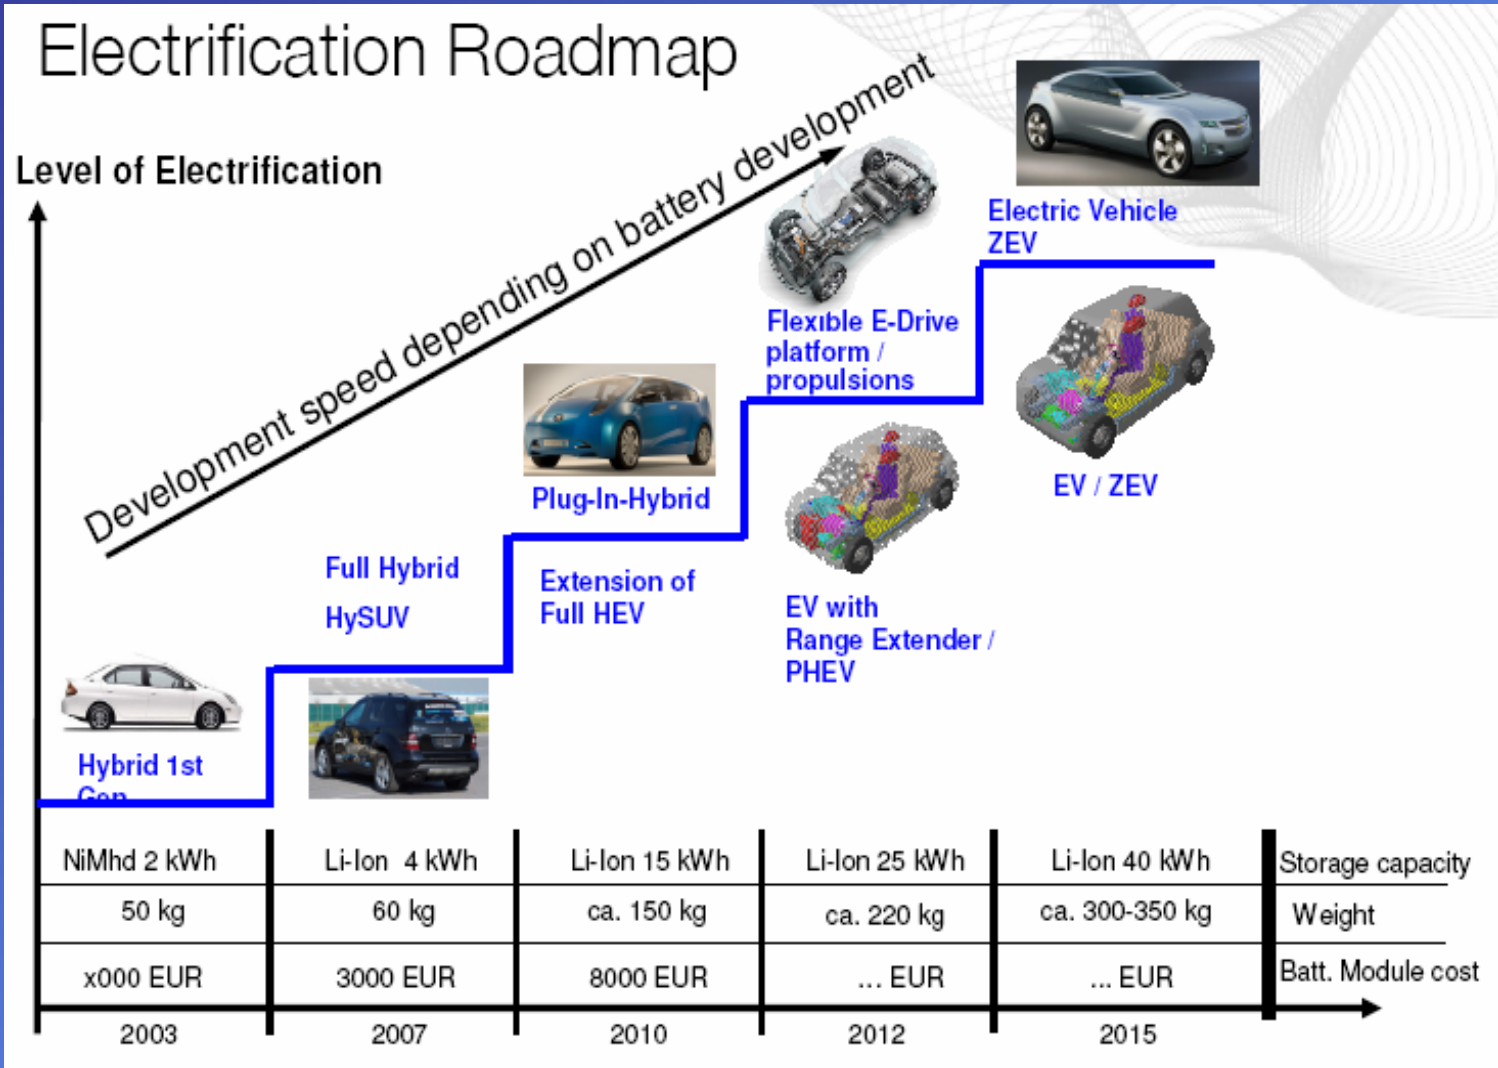 Electrification Roadmap
Level of Electrification
Development speed depending on battery development
Electric Vehicle
ZEV
Flexible E-Drive
platform /
propulsions
EV / ZEV
Plug-In-Hybrid
Full Hybrid
HySUV
Extension of
Full HEV
EV with
Range Extender /
PHEV
Hybrid 1st
Gen
NiMhd 2 kWh
Li-Ion 4 kWh
Li-Ion 15 kWh
Li-Ion 25 kWh
Li-Ion 40 kWh
Storage capacity
50 kg
60 kg
ca. 150 kg
ca. 220 kg
ca. 300-350 kg
Weight
x000 EUR
3000 EUR
8000 EUR
... EUR
... EUR
Batt. Module cost
2003
2007
2010
2012
2015